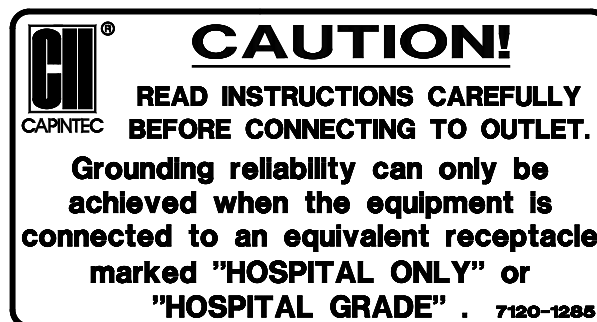 ®
CAPINTEC
CAUTION!
READ INSTRUCTIONS CAREFULLY
BEFORE CONNECTING TO OUTLET.
Grounding reliability can only be
achieved when the equipment is
connected to an equivalent receptacle
marked "HOSPITAL ONLY" or
"HOSPITAL GRADE" . 7120-1285